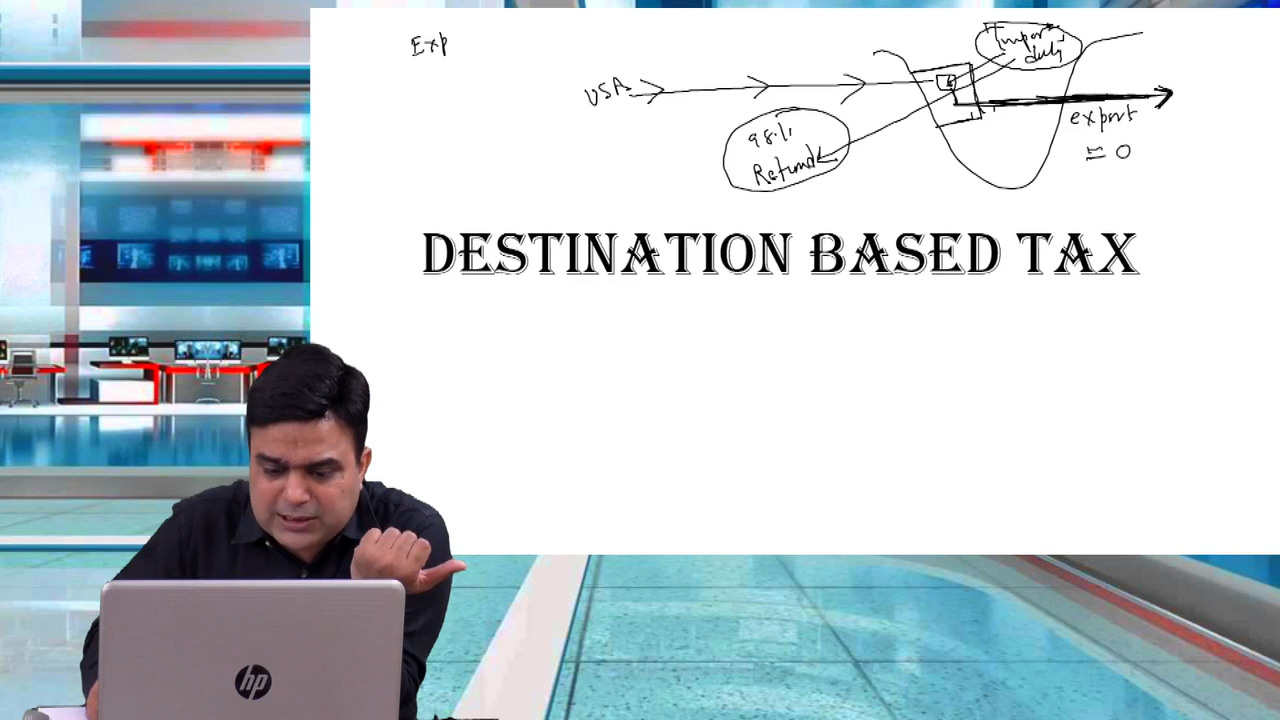 Exp
Import
duty
USA
98%
Refund
export
= 0
DESTINATION BASED TAX
hp